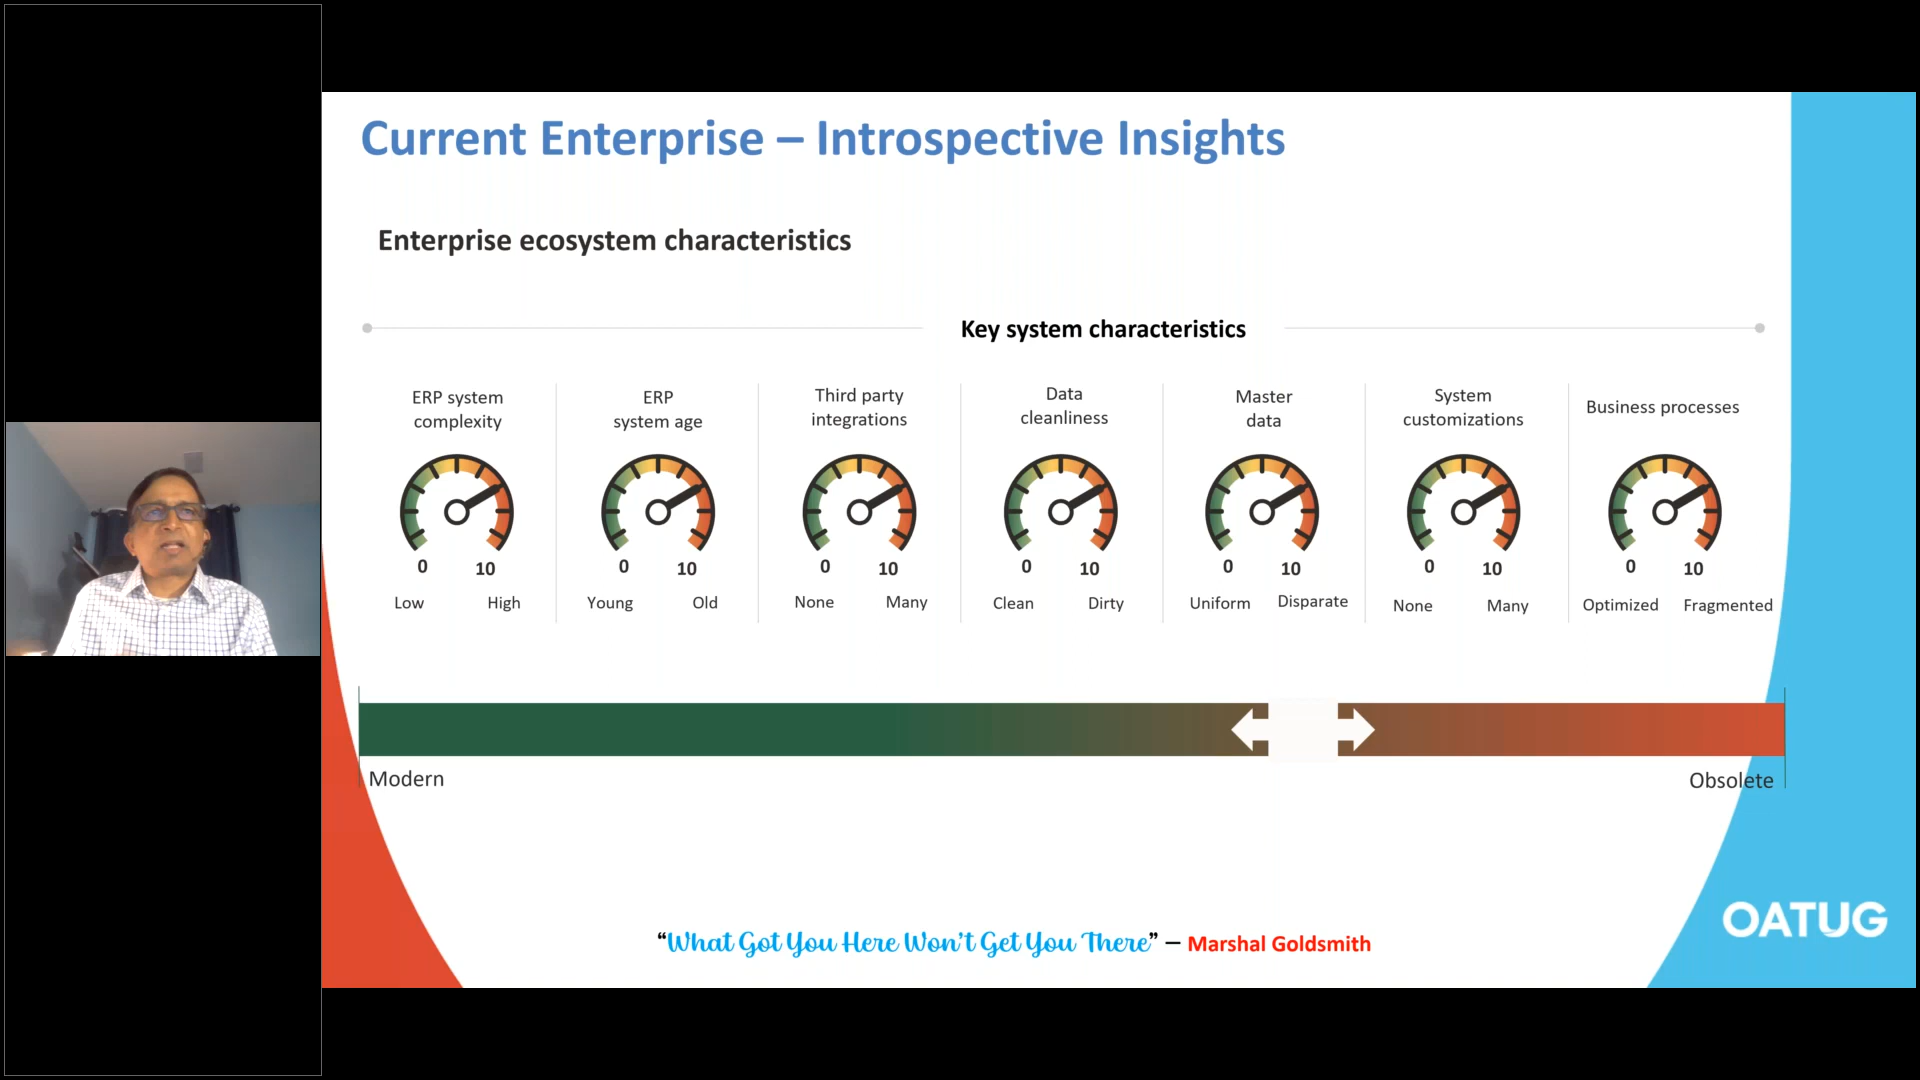 Current Enterprise – Introspective Insights
Enterprise ecosystem characteristics
Key system characteristics
ERP system
complexity
0 10
Low High
ERP
system age
0 10
Young Old
Third party
integrations
0 10
None Many
Data
cleanliness
0 10
Clean Dirty
Master
data
0 10
Uniform Disparate
System
customizations
0 10
None Many
Business processes
0 10
Optimized Fragmented
Modern
Obsolete
OATUG
“What Got You Here Won’t Get You There” – Marshal Goldsmith